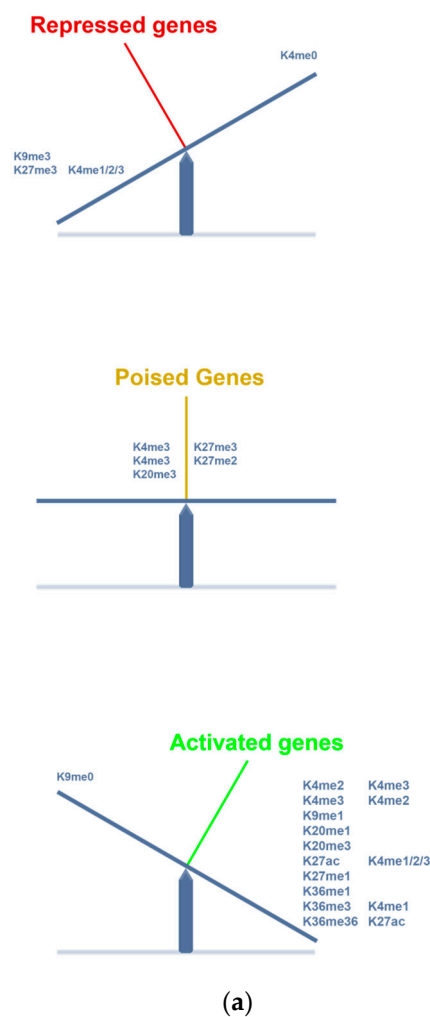 Repressed genes
K4me0
K9me3
K27me3 K4me1/2/3
Poised Genes
K4me3 K27me3
K4me3 K27me2
K20me3
Activated genes
K9me0
K4me2 K4me3
K4me3 K4me2
K9me1
K20me1
K20me3
K27ac K4me1/2/3
K27me1
K36me1
K36me3 K4me1
K36me36 K27ac
(a)